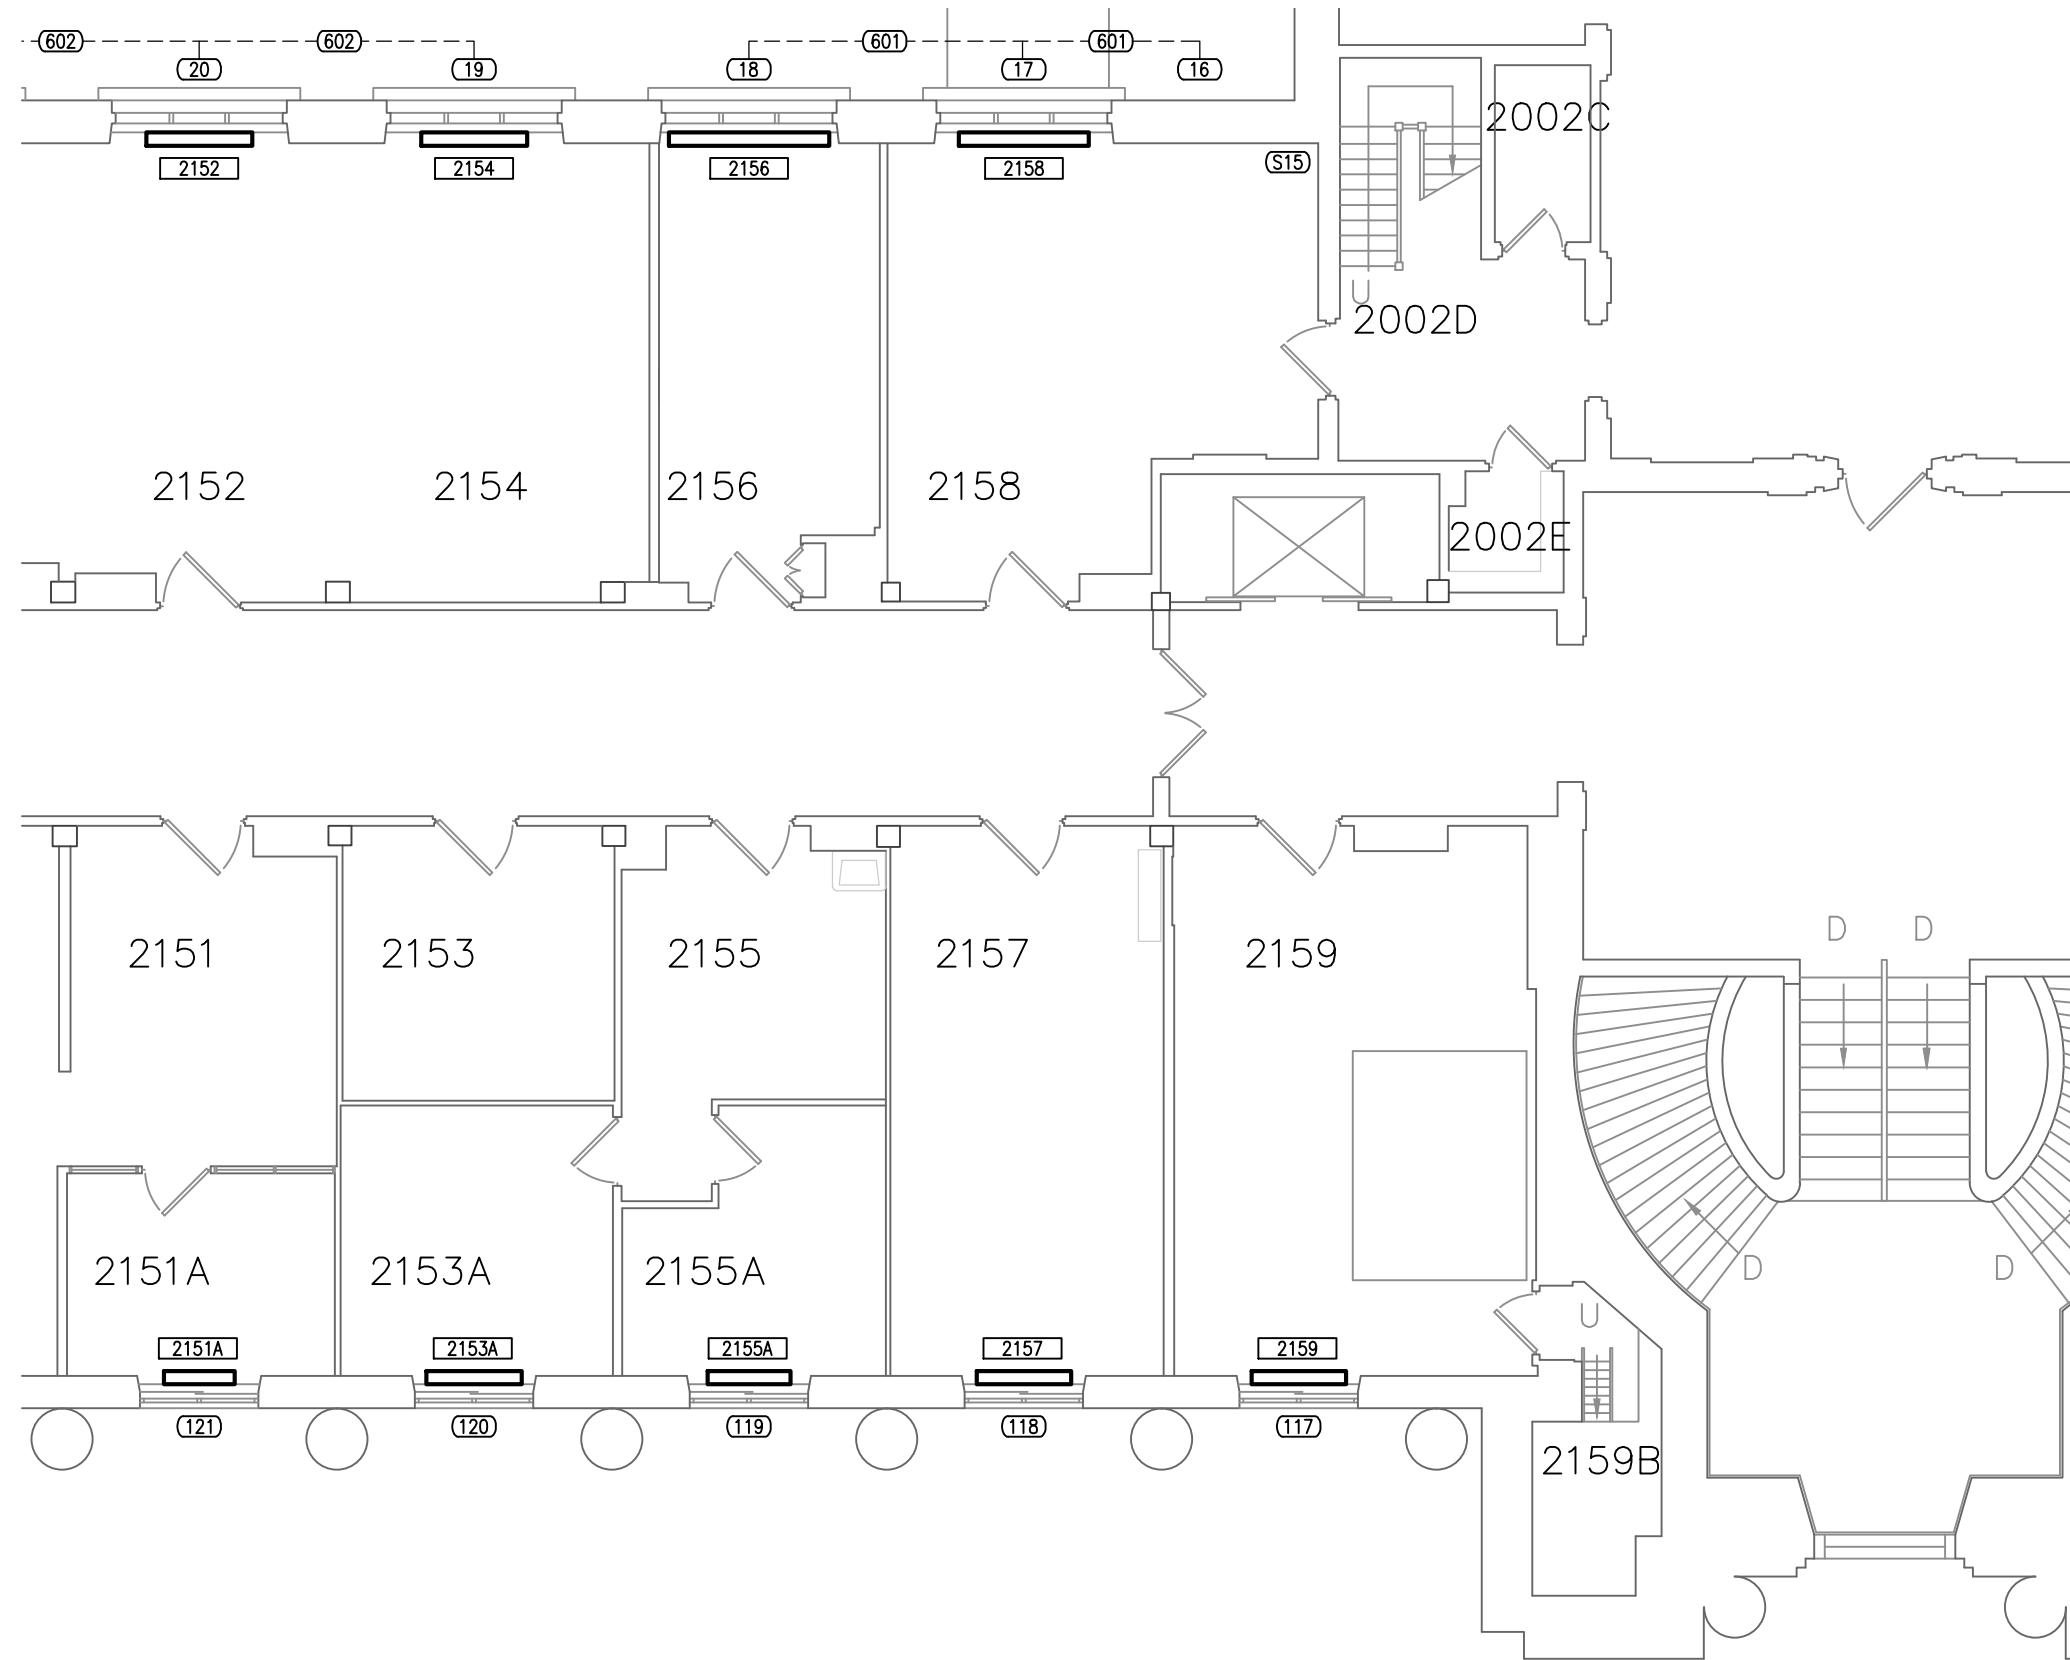 602 602 601 601
20 19 18 17 16
2002C
2152 2154 2156 2158 S15
U
2002D
2152 2154 2156 2158
2002E
D D
2151 2153 2155 2157 2159
2151A 2153A 2155A D D
U
2151A 2153A 2155A 2157 2159
121 120 119 118 117
2159B